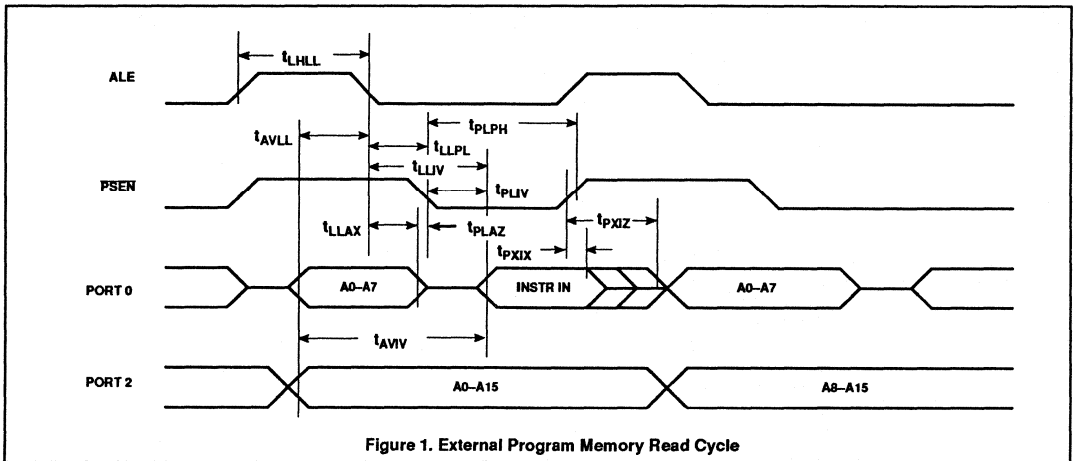 tLHLL
ALE
tPLPH
tAVLL
tLLPL
tLLIV
PSEN
tPLIV
tLLAX
tPLAZ
tPXIZ
tPXIX
PORT 0
A0–A7
INSTR IN
A0–A7
tAVIV
PORT 2
A0–A15
A8–A15
Figure 1. External Program Memory Read Cycle